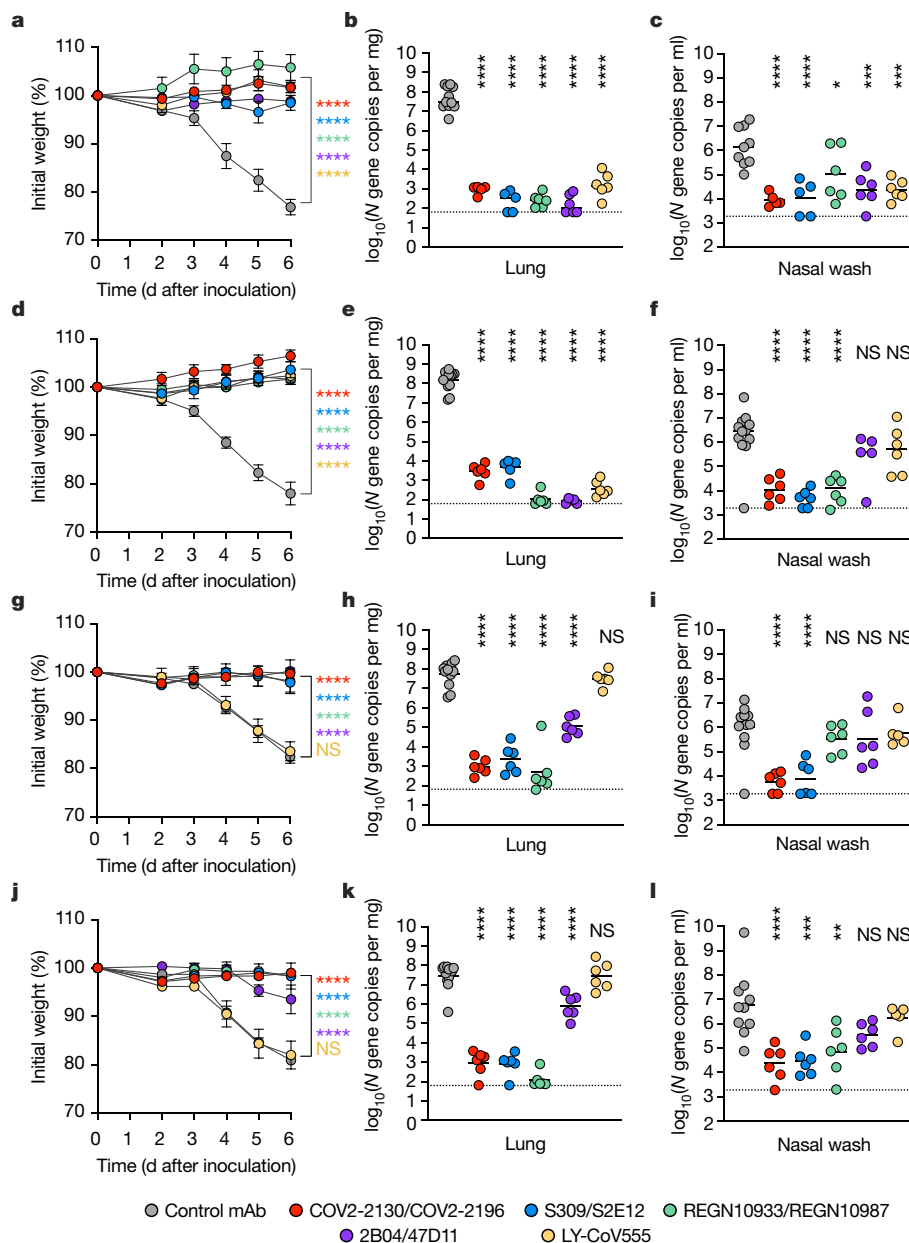 a
Initial weight (%)
110
100
90
80
70
0 1 2 3 4 5 6
Time (d after inoculation)
****
****
****
****
****
b
log10(N gene copies per mg)
10
9
8
7
6
5
4
3
2
1
0
**** **** **** **** ****
Lung
c
log10(N gene copies per ml)
10
9
8
7
6
5
4
3
2
**** **** * *** ***
Nasal wash
d
Initial weight (%)
110
100
90
80
70
0 1 2 3 4 5 6
Time (d after inoculation)
****
****
****
****
****
e
log10(N gene copies per mg)
10
9
8
7
6
5
4
3
2
1
0
**** **** **** **** ****
Lung
f
log10(N gene copies per ml)
10
9
8
7
6
5
4
3
2
**** **** **** NS NS
Nasal wash
g
Initial weight (%)
110
100
90
80
70
0 1 2 3 4 5 6
Time (d after inoculation)
****
****
****
****
NS
h
log10(N gene copies per mg)
10
9
8
7
6
5
4
3
2
1
0
**** **** **** **** NS
Lung
i
log10(N gene copies per ml)
10
9
8
7
6
5
4
3
2
**** **** NS NS NS
Nasal wash
j
Initial weight (%)
110
100
90
80
70
0 1 2 3 4 5 6
Time (d after inoculation)
****
****
****
****
NS
k
log10(N gene copies per mg)
10
9
8
7
6
5
4
3
2
1
0
**** **** **** **** NS
Lung
l
log10(N gene copies per ml)
10
9
8
7
6
5
4
3
2
**** *** ** NS NS
Nasal wash
Control mAb COV2-2130/COV2-2196 S309/S2E12 REGN10933/REGN10987
2B04/47D11 LY-CoV555